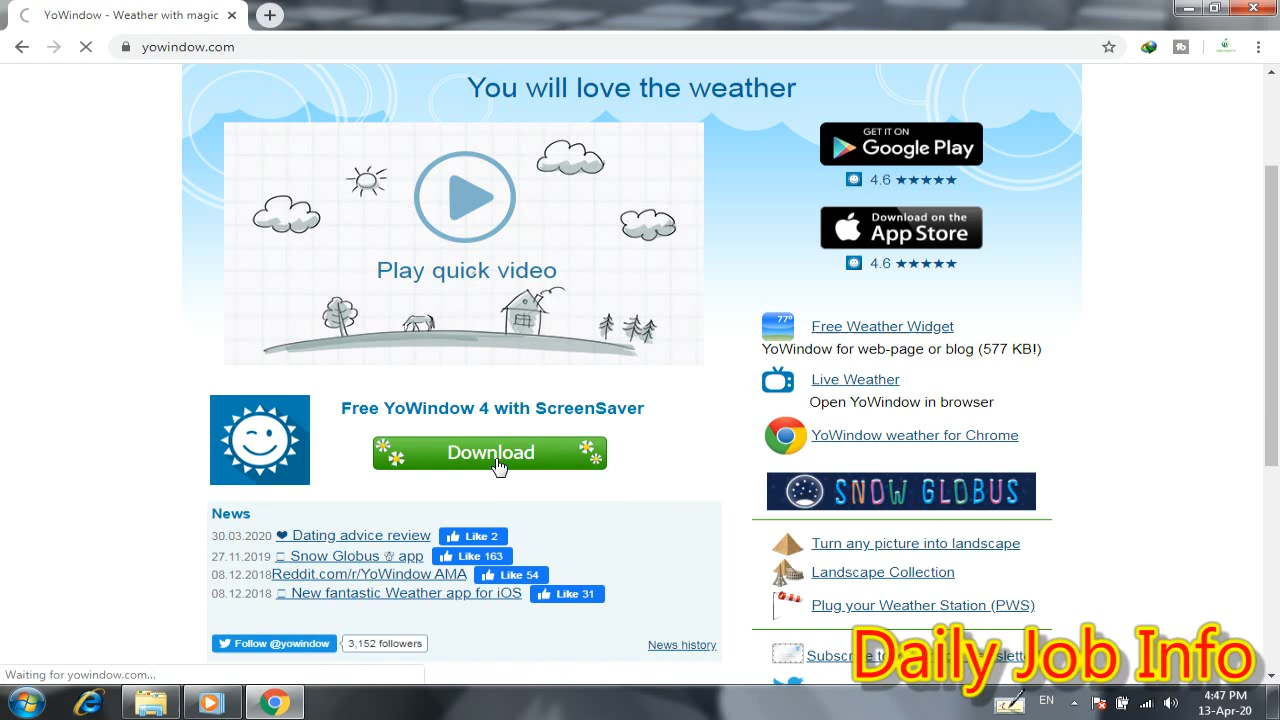 YoWindow - Weather with magic
yowindow.com
You will love the weather
Play quick video
GET IT ON
Google Play
4.6 ★★★★★
Download on the
App Store
4.6 ★★★★★
77°
Free Weather Widget
YoWindow for web-page or blog (577 KB!)
Live Weather
Open YoWindow in browser
YoWindow weather for Chrome
SNOW GLOBUS
Turn any picture into landscape
Landscape Collection
Plug your Weather Station (PWS)
Free YoWindow 4 with ScreenSaver
Download
News
30.03.2020 ❤ Dating advice review Like 2
27.11.2019 Snow Globus ☃ app Like 163
08.12.2018 Reddit.com/r/YoWindow AMA Like 54
08.12.2018 New fantastic Weather app for iOS Like 31
Follow @yowindow 3,152 followers
News history
Daily Job Info
Waiting for yowindow.com...
EN
4:47 PM
13-Apr-20